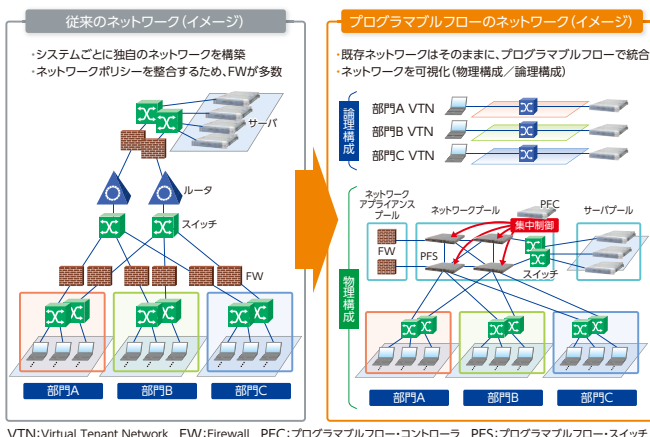 従来のネットワーク（イメージ）
・システムごとに独自のネットワークを構築
・ネットワークポリシーを整合するため、FWが多数
サーバ
ルータ
スイッチ
FW
部門A
部門B
部門C
プログラマブルフローのネットワーク（イメージ）
・既存ネットワークはそのままに、プログラマブルフローで統合
・ネットワークを可視化（物理構成／論理構成）
論理構成
部門A VTN
部門B VTN
部門C VTN
物理構成
ネットワーク
アプライアンス
プール
ネットワークプール
PFC
集中制御
サーバプール
FW
PFS
スイッチ
部門A
部門B
部門C
VTN：Virtual Tenant Network　FW：Firewall　PFC：プログラマブルフロー・コントローラ　PFS：プログラマブルフロー・スイッチ